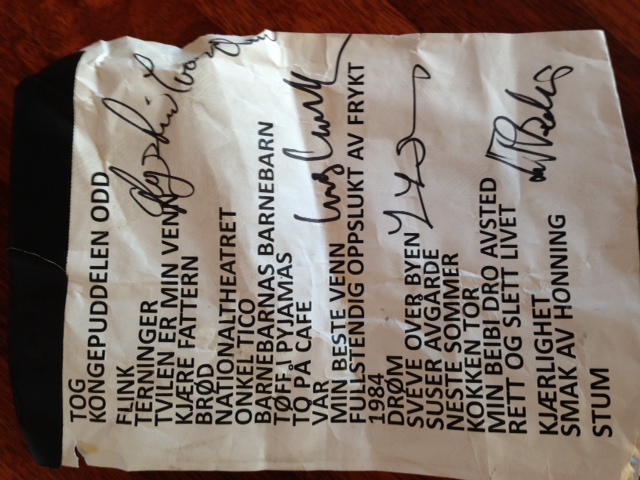 TOG
KONGEPUDDELEN ODD
FLINK
TERNINGER
TVILEN ER MIN VENN
KJÆRE FATTERN
BRØD
NATIONALTHEATRET
ONKEL TICO
BARNEBARNAS BARNEBARN
TØFF I PYJAMAS
TO PÅ CAFE
VÅR
MIN BESTE VENN
FULLSTENDIG OPPSLUKT AV FRYKT
1984
DRØM
SVEVE OVER BYEN
SUSER AVGÅRDE
NESTE SOMMER
KOKKEN TOR
MIN BEIBI DRO AVSTED
RETT OG SLETT LIVET
KJÆRLIGHET
SMAK AV HONNING
STUM